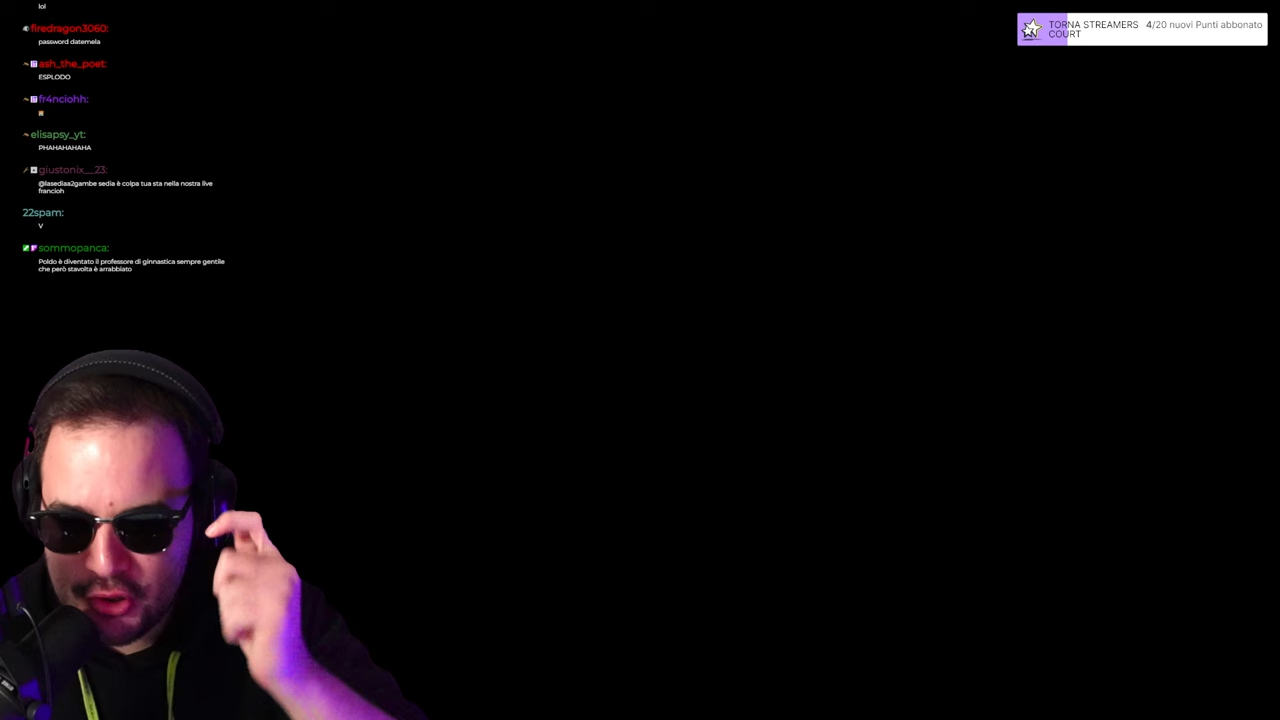 lol
firedragon3060:
password datemela
ash_the_poet:
ESPLODO
fr4nciohh:
elisapsy_yt:
PHAHAHAHAHA
giustonix__23:
@lasediaa2gambe sedia è colpa tua sta nella nostra live
francioh
22spam:
V
sommopanca:
Poldo è diventato il professore di ginnastica sempre gentile
che però stavolta è arrabbiato
TORNA STREAMERS 4/20 nuovi Punti abbonato
COURT